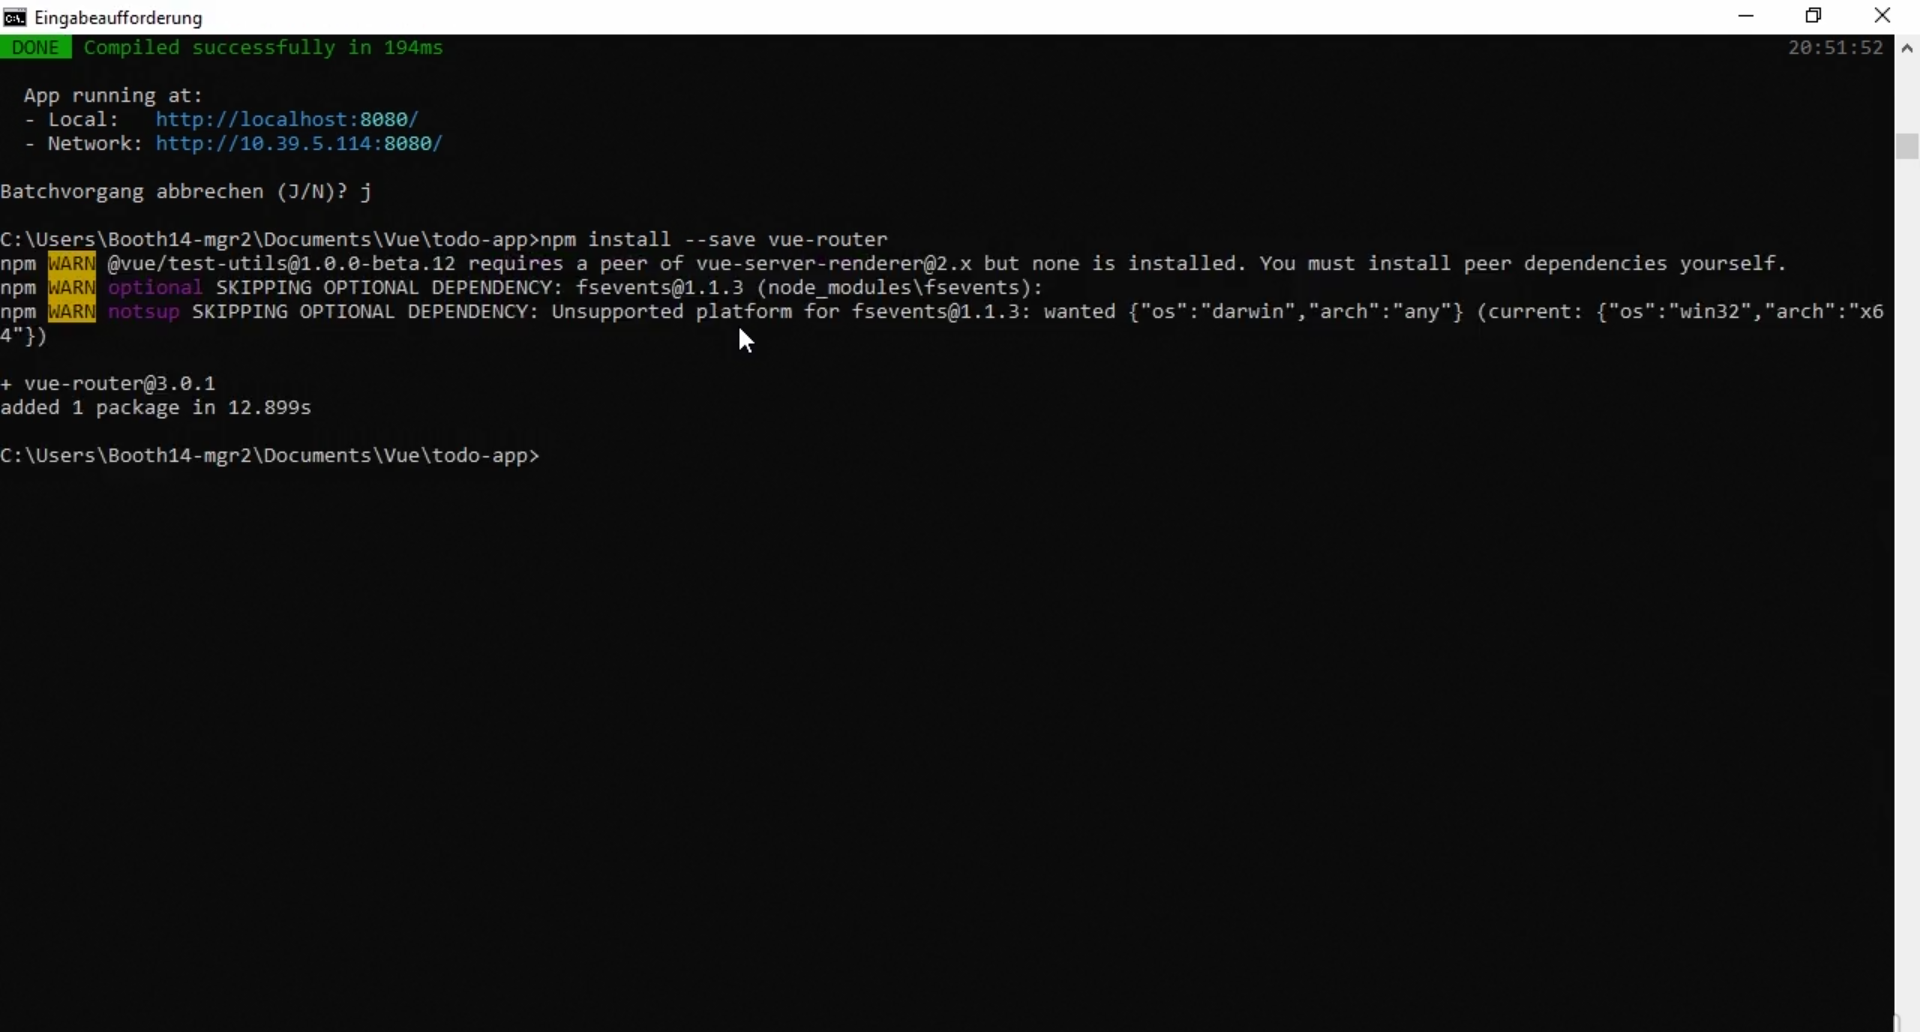 Eingabeaufforderung
DONE Compiled successfully in 194ms 20:51:52
App running at:
- Local: http://localhost:8080/
- Network: http://10.39.5.114:8080/
Batchvorgang abbrechen (J/N)? j
C:\Users\Booth14-mgr2\Documents\Vue\todo-app>npm install --save vue-router
npm WARN @vue/test-utils@1.0.0-beta.12 requires a peer of vue-server-renderer@2.x but none is installed. You must install peer dependencies yourself.
npm WARN optional SKIPPING OPTIONAL DEPENDENCY: fsevents@1.1.3 (node_modules\fsevents):
npm WARN notsup SKIPPING OPTIONAL DEPENDENCY: Unsupported platform for fsevents@1.1.3: wanted {"os":"darwin","arch":"any"} (current: {"os":"win32","arch":"x6
4"})
+ vue-router@3.0.1
added 1 package in 12.899s
C:\Users\Booth14-mgr2\Documents\Vue\todo-app>